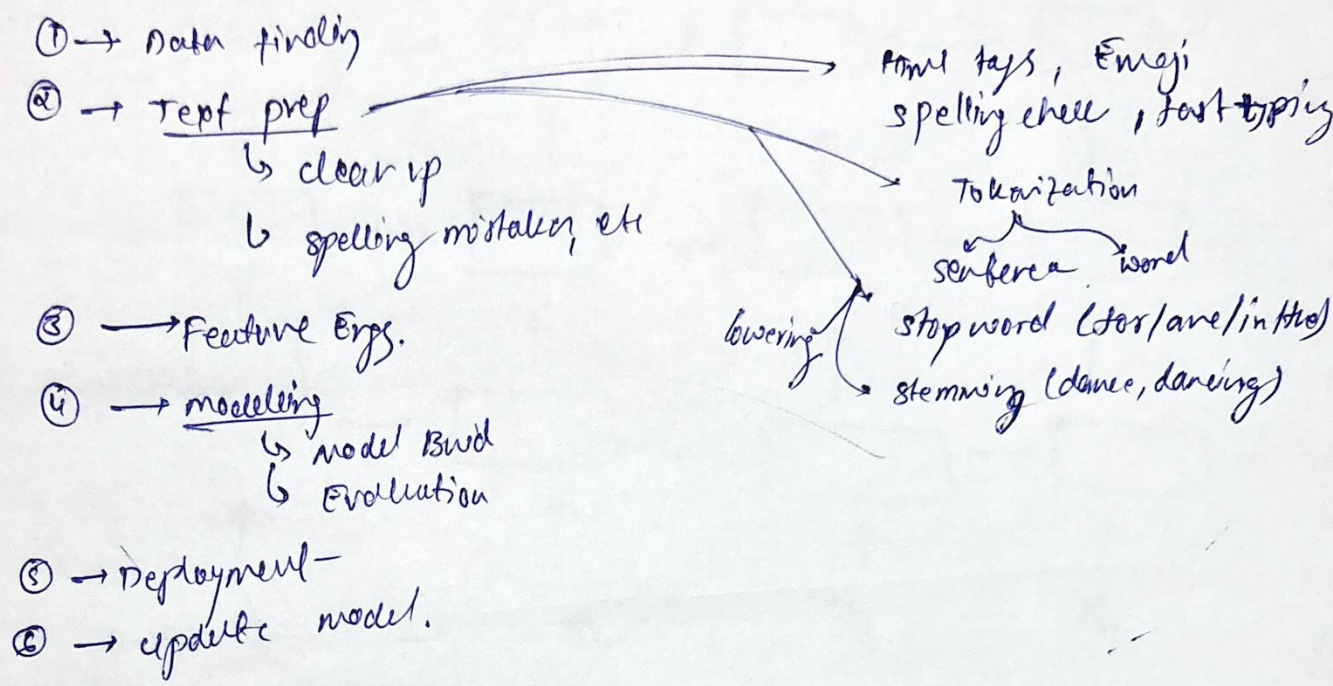 ① → Data finding
② → Text prep
↳ clean up
↳ spelling mistakes, etc
③ → Feature Engg.
④ → modelling
↳ Model Build
↳ Evaluation
⑤ → Deployment
⑥ → update model.
HTML tags, Emoji
spelling check, fast typing
Tokenization
sentence word
lowering
stop word (for/are/in/the)
stemming (dance, dancing)